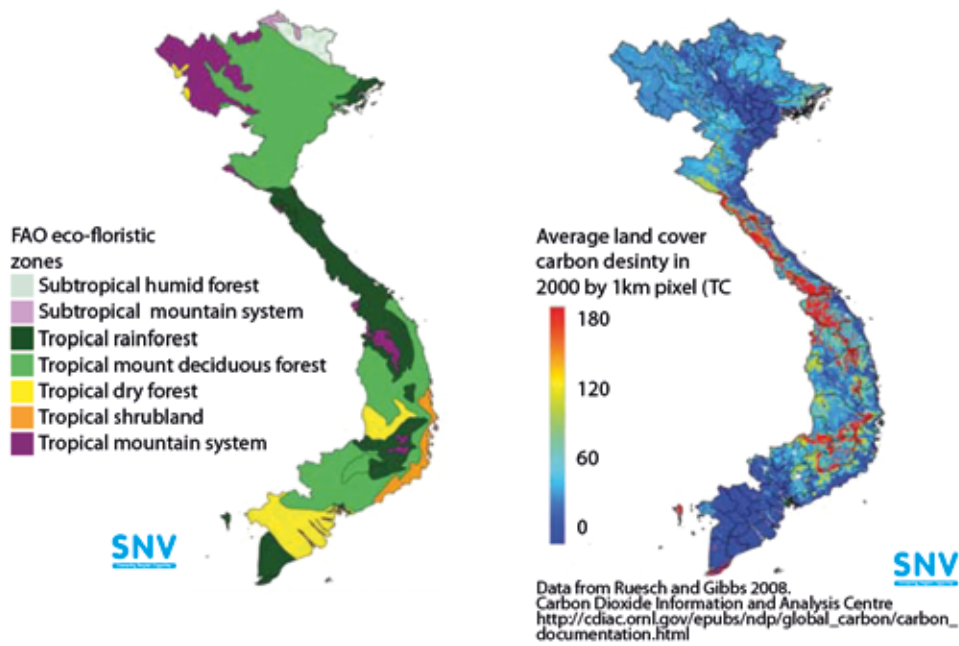 FAO eco-floristic
zones
Subtropical humid forest
Subtropical mountain system
Tropical rainforest
Tropical mount deciduous forest
Tropical dry forest
Tropical shrubland
Tropical mountain system
SNV
Average land cover
carbon desinty in
2000 by 1km pixel (TC
180
120
60
0
SNV
Data from Ruesch and Gibbs 2008.
Carbon Dioxide Information and Analysis Centre
http://cdiac.ornl.gov/epubs/ndp/global_carbon/carbon_
documentation.html